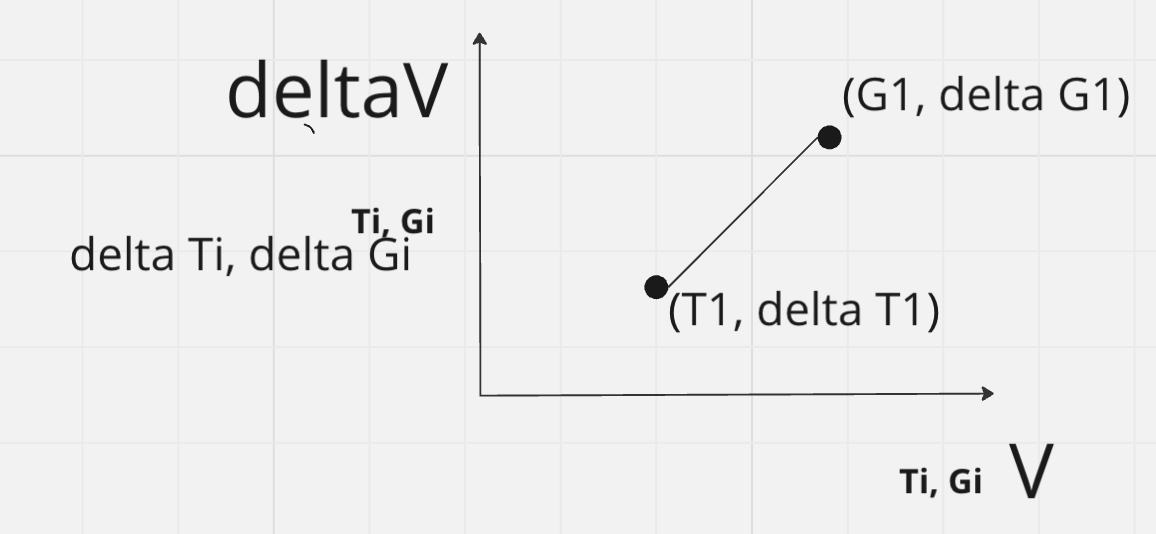 deltaV
(G1, delta G1)
Ti, Gi
delta Ti, delta Gi
(T1, delta T1)
Ti, Gi V